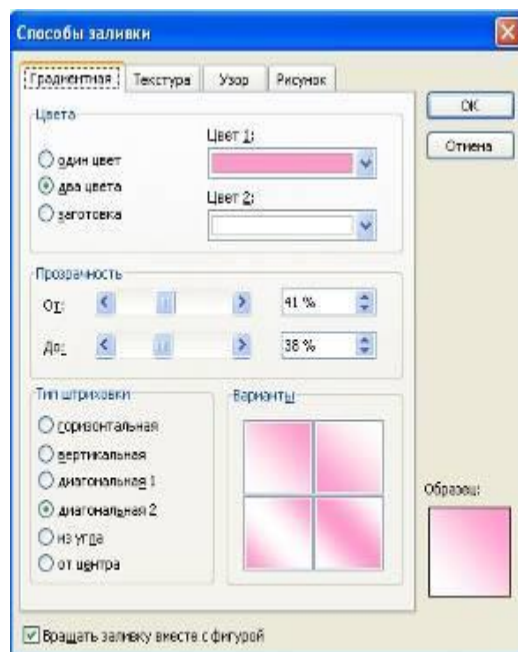 Способы заливки
Градиентная Текстура Узор Рисунок
ОК
Отмена
Цвета
один цвет
два цвета
заготовка
Цвет 1:
Цвет 2:
Прозрачность
От: 41 %
До: 38 %
Тип штриховки
горизонтальная
вертикальная
диагональная 1
диагональная 2
из угла
от центра
Варианты
Образец:
Вращать заливку вместе с фигурой